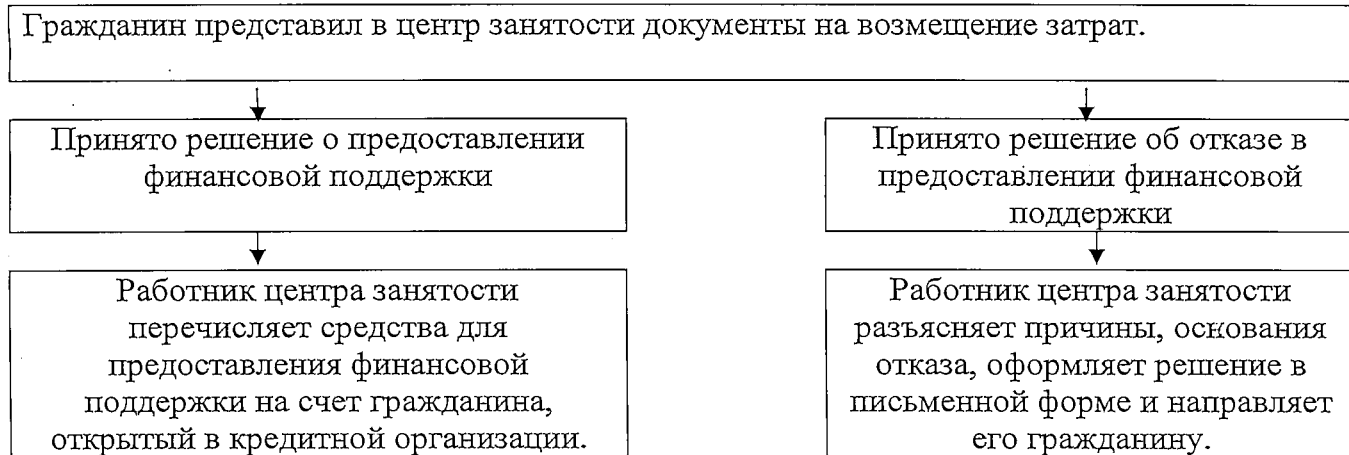 Гражданин представил в центр занятости документы на возмещение затрат.
Принято решение о предоставлении
финансовой поддержки
Принято решение об отказе в
предоставлении финансовой
поддержки
Работник центра занятости
перечисляет средства для
предоставления финансовой
поддержки на счет гражданина,
открытый в кредитной организации.
Работник центра занятости
разъясняет причины, основания
отказа, оформляет решение в
письменной форме и направляет
его гражданину.